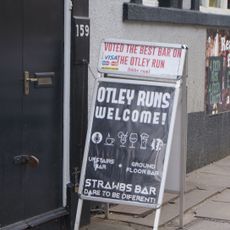 159
VOTED THE BEST BAR ON
THE OTLEY RUN
VISA
OTLEY RUNS
WELCOME!
UPSTAIRS
BAR
GROUND
FLOOR BAR
STRAWBS BAR
DARE TO BE DIFFERENT!